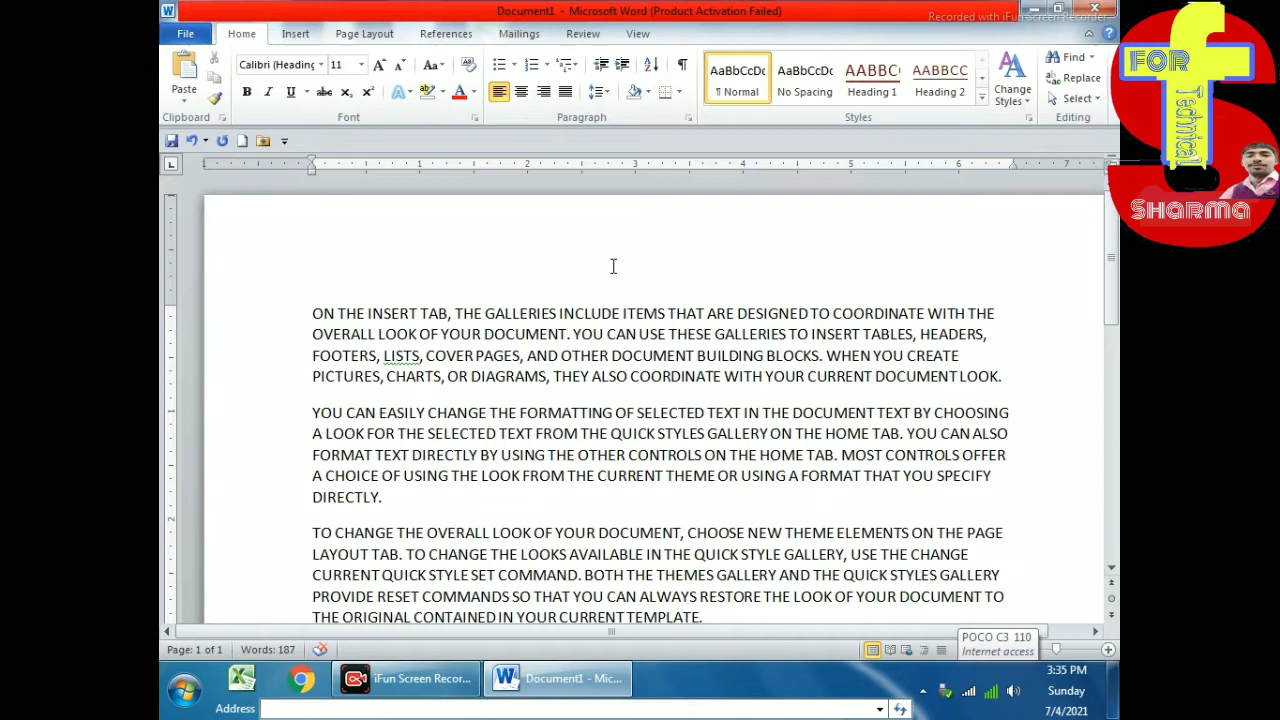 Document1 - Microsoft Word (Product Activation Failed)
Recorded with iFun Screen Recorder
File Home Insert Page Layout References Mailings Review View
Calibri (Heading: 11
Paste
AaBbCcDc AaBbCcDc AABBC AABBCC
¶ Normal No Spacing Heading 1 Heading 2
Change Styles
Find
Replace
Select
Clipboard Font Paragraph Styles Editing
1 1 2 3 4 5 6 7
ON THE INSERT TAB, THE GALLERIES INCLUDE ITEMS THAT ARE DESIGNED TO COORDINATE WITH THE
OVERALL LOOK OF YOUR DOCUMENT. YOU CAN USE THESE GALLERIES TO INSERT TABLES, HEADERS,
FOOTERS, LISTS, COVER PAGES, AND OTHER DOCUMENT BUILDING BLOCKS. WHEN YOU CREATE
PICTURES, CHARTS, OR DIAGRAMS, THEY ALSO COORDINATE WITH YOUR CURRENT DOCUMENT LOOK.
YOU CAN EASILY CHANGE THE FORMATTING OF SELECTED TEXT IN THE DOCUMENT TEXT BY CHOOSING
A LOOK FOR THE SELECTED TEXT FROM THE QUICK STYLES GALLERY ON THE HOME TAB. YOU CAN ALSO
FORMAT TEXT DIRECTLY BY USING THE OTHER CONTROLS ON THE HOME TAB. MOST CONTROLS OFFER
A CHOICE OF USING THE LOOK FROM THE CURRENT THEME OR USING A FORMAT THAT YOU SPECIFY
DIRECTLY.
TO CHANGE THE OVERALL LOOK OF YOUR DOCUMENT, CHOOSE NEW THEME ELEMENTS ON THE PAGE
LAYOUT TAB. TO CHANGE THE LOOKS AVAILABLE IN THE QUICK STYLE GALLERY, USE THE CHANGE
CURRENT QUICK STYLE SET COMMAND. BOTH THE THEMES GALLERY AND THE QUICK STYLES GALLERY
PROVIDE RESET COMMANDS SO THAT YOU CAN ALWAYS RESTORE THE LOOK OF YOUR DOCUMENT TO
THE ORIGINAL CONTAINED IN YOUR CURRENT TEMPLATE.
Page: 1 of 1 Words: 187
POCO C3 110
Internet access
iFun Screen Recor... Document1 - Mic...
3:35 PM
Sunday
7/4/2021
Address
FOR
Technical
Sharma